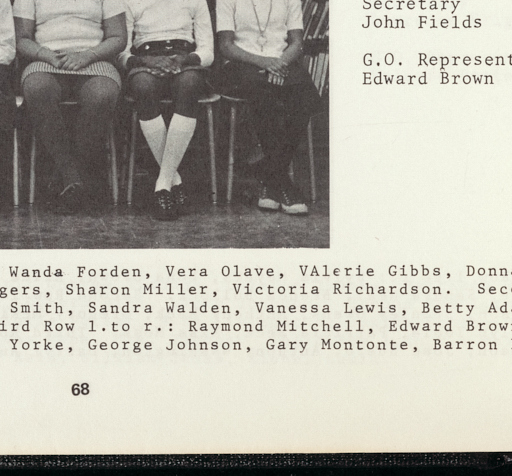 Secretary
John Fields
G.O. Represent
Edward Brown
Wanda Forden, Vera Olave, VAlerie Gibbs, Donn
gers, Sharon Miller, Victoria Richardson. Sec
Smith, Sandra Walden, Vanessa Lewis, Betty Ad
ird Row l.to r.: Raymond Mitchell, Edward Brow
Yorke, George Johnson, Gary Montonte, Barron
68